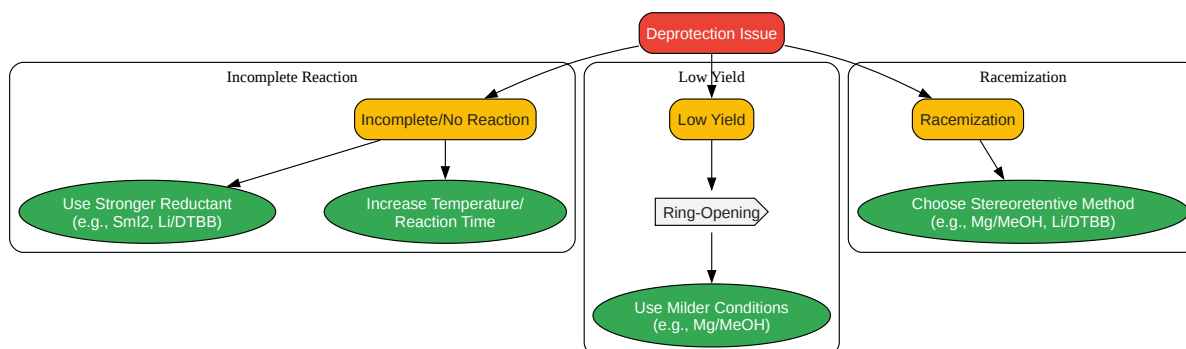 Deprotection Issue
Incomplete Reaction
Low Yield
Racemization
Incomplete/No Reaction
Low Yield
Racemization
Use Stronger Reductant
(e.g., SmI2, Li/DTBB)
Increase Temperature/
Reaction Time
Ring-Opening
Choose Stereoretentive Method
(e.g., Mg/MeOH, Li/DTBB)
Use Milder Conditions
(e.g., Mg/MeOH)